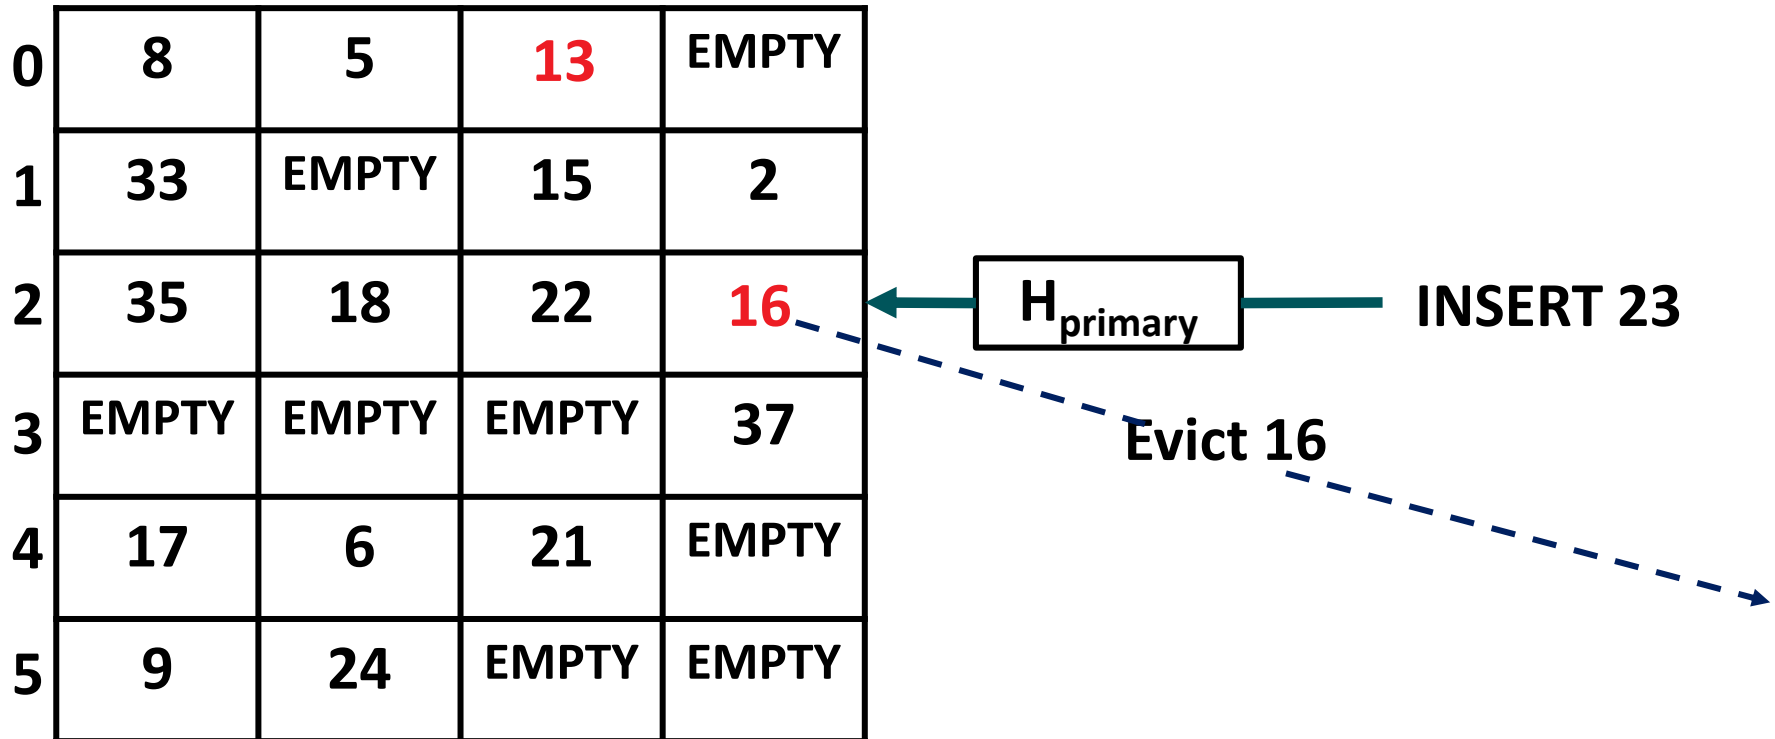 0 8 5 13 EMPTY
1 33 EMPTY 15 2
2 35 18 22 16 Hprimary INSERT 23
3 EMPTY EMPTY EMPTY 37
Evict 16
4 17 6 21 EMPTY
5 9 24 EMPTY EMPTY